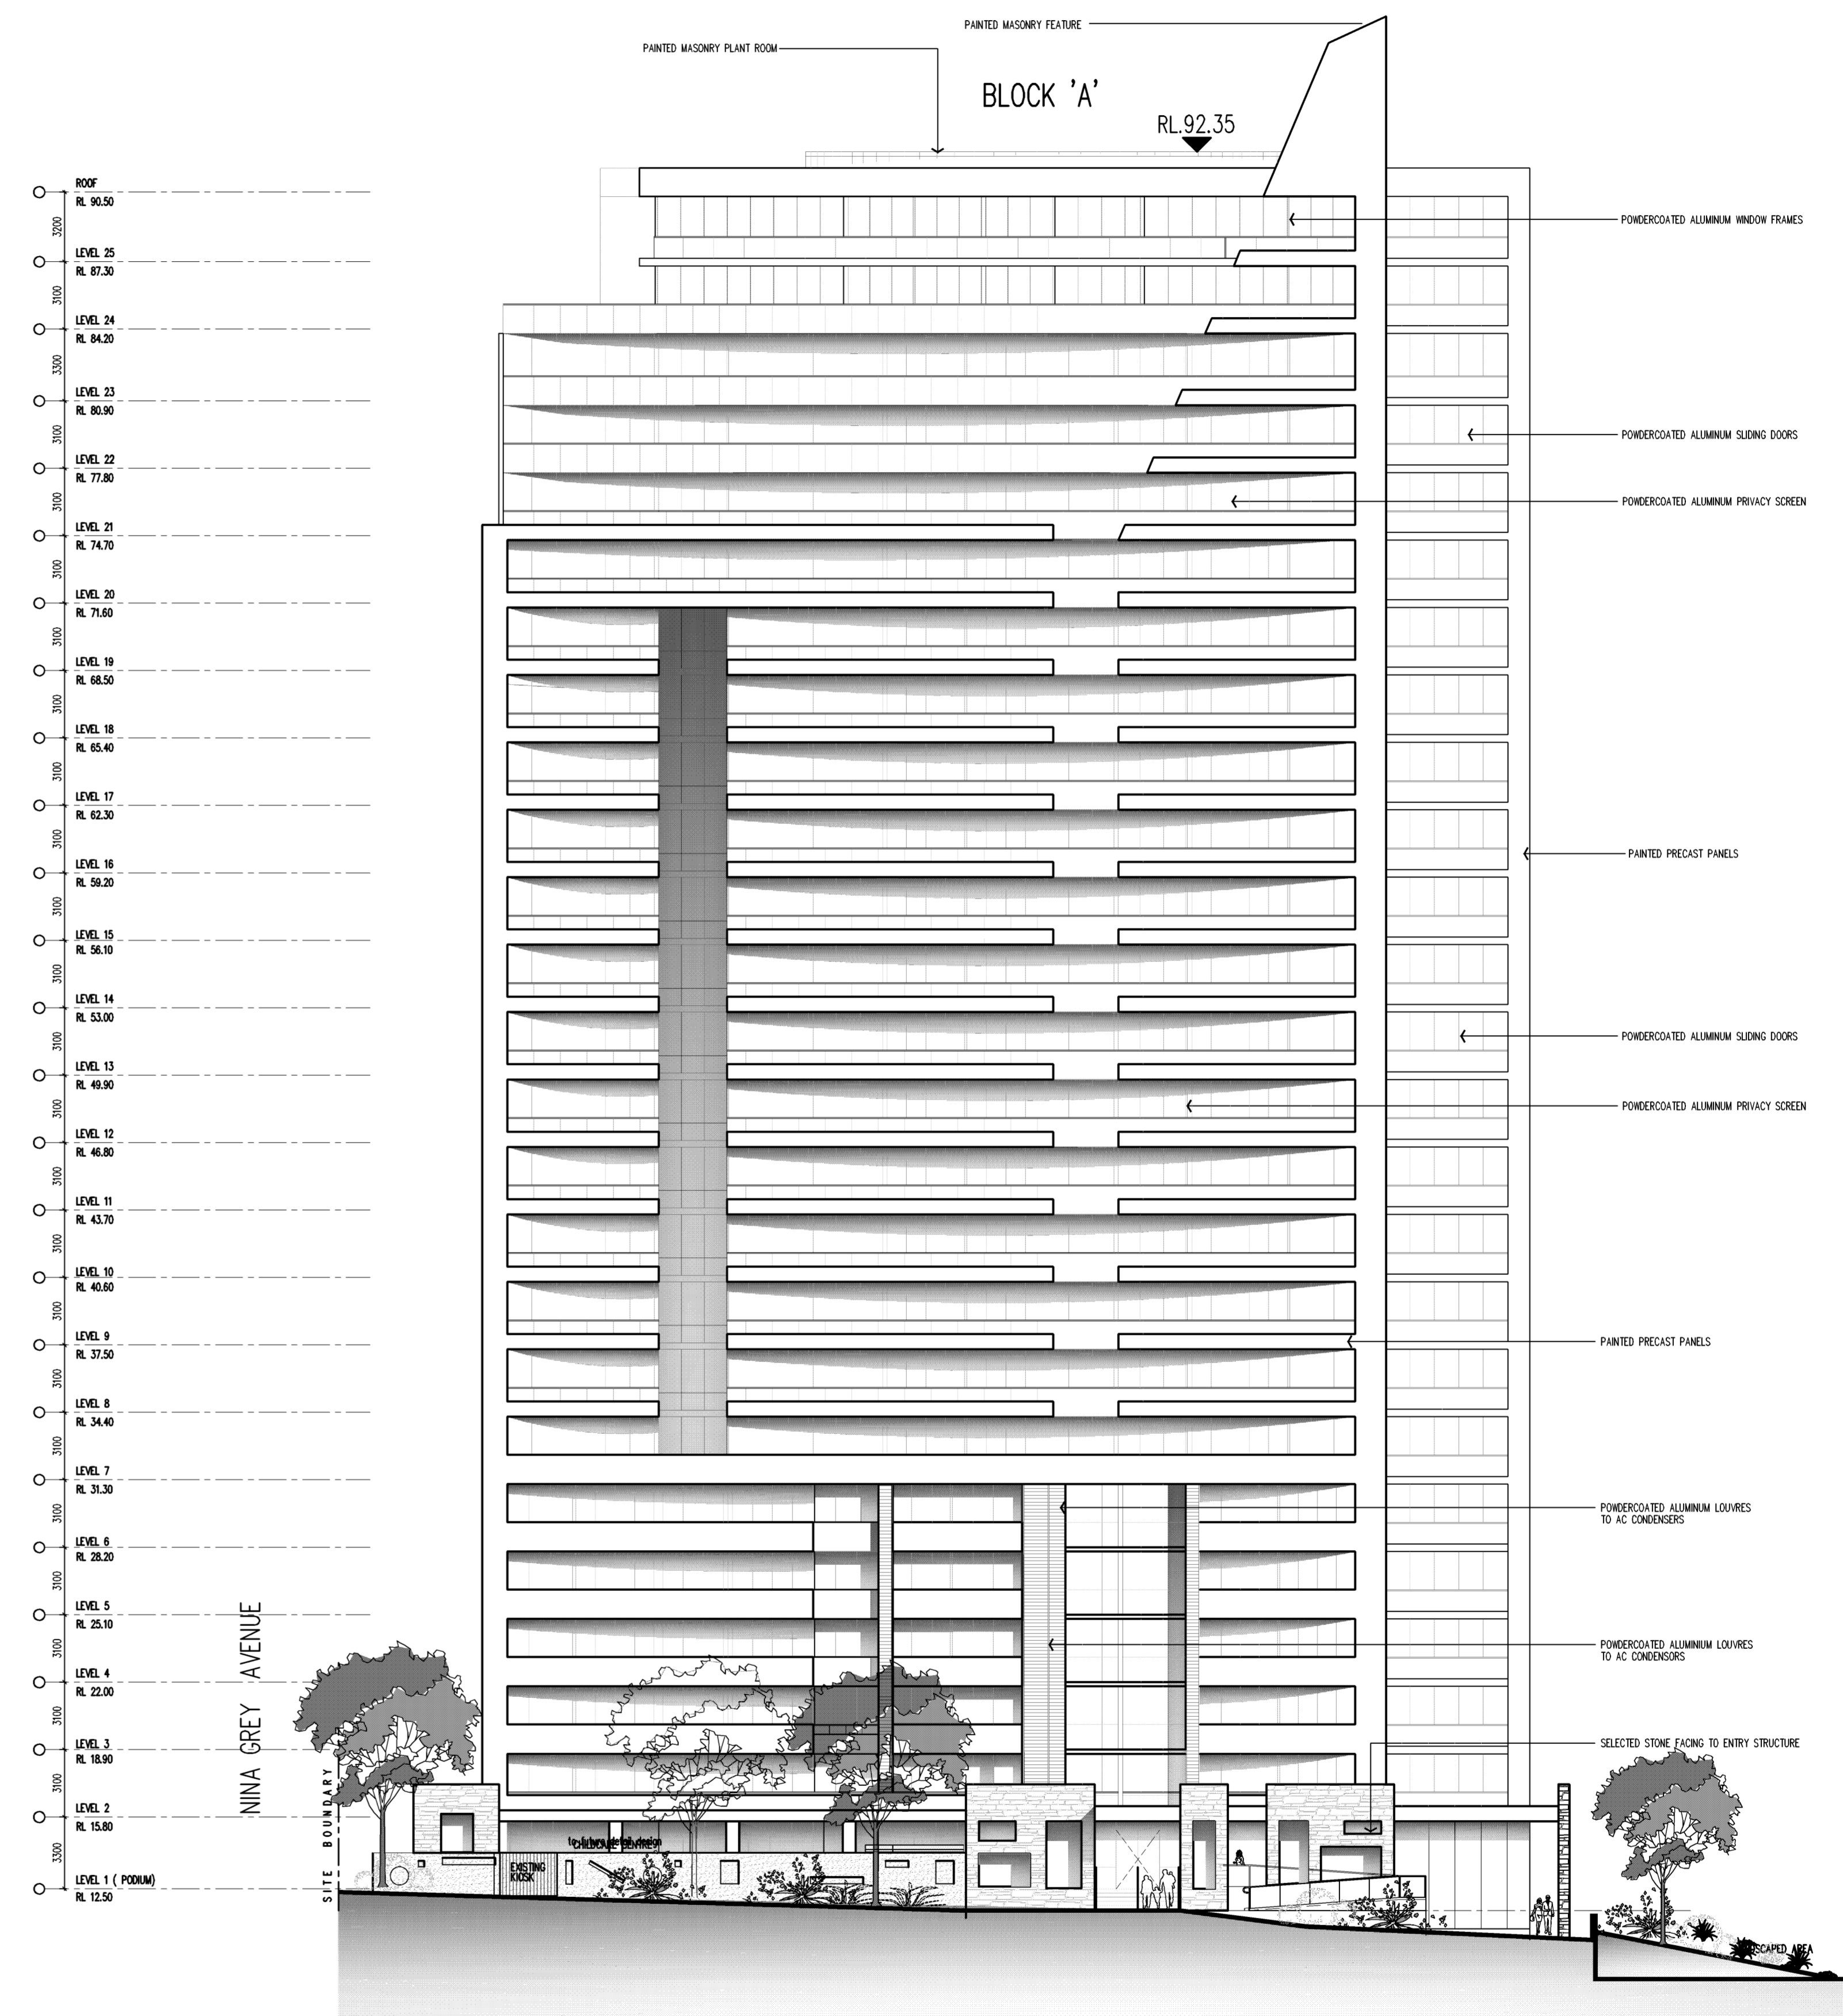 PAINTED MASONRY FEATURE
PAINTED MASONRY PLANT ROOM
BLOCK 'A'
RL.92.35
ROOF
RL 90.50
3200
POWDERCOATED ALUMINUM WINDOW FRAMES
LEVEL 25
RL 87.30
3100
LEVEL 24
RL 84.20
3300
LEVEL 23
RL 80.90
3100
POWDERCOATED ALUMINUM SLIDING DOORS
LEVEL 22
RL 77.80
3100
POWDERCOATED ALUMINUM PRIVACY SCREEN
LEVEL 21
RL 74.70
3100
LEVEL 20
RL 71.60
3100
LEVEL 19
RL 68.50
3100
LEVEL 18
RL 65.40
3100
LEVEL 17
RL 62.30
3100
PAINTED PRECAST PANELS
LEVEL 16
RL 59.20
3100
LEVEL 15
RL 56.10
3100
LEVEL 14
RL 53.00
3100
POWDERCOATED ALUMINUM SLIDING DOORS
LEVEL 13
RL 49.90
3100
POWDERCOATED ALUMINUM PRIVACY SCREEN
LEVEL 12
RL 46.80
3100
LEVEL 11
RL 43.70
3100
LEVEL 10
RL 40.60
3100
LEVEL 9
RL 37.50
PAINTED PRECAST PANELS
3100
LEVEL 8
RL 34.40
3100
LEVEL 7
RL 31.30
3100
POWDERCOATED ALUMINUM LOUVRES
TO AC CONDENSERS
LEVEL 6
RL 28.20
3100
LEVEL 5
RL 25.10
3100
POWDERCOATED ALUMINIUM LOUVRES
TO AC CONDENSORS
LEVEL 4
RL 22.00
3100
LEVEL 3
RL 18.90
3100
SELECTED STONE FACING TO ENTRY STRUCTURE
LEVEL 2
RL 15.80
3300
LEVEL 1 ( PODIUM)
RL 12.50
NINA GREY AVENUE
SITE BOUNDARY
to future detail design
CHILDCARE CENTRE
EXISTING
KIOSK
SCAPED AREA